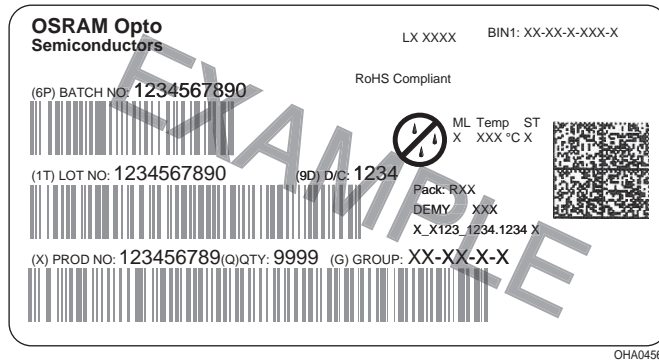 OSRAM Opto
Semiconductors
LX XXXX
BIN1: XX-XX-X-XXX-X
RoHS Compliant
(6P) BATCH NO: 1234567890
ML Temp ST
X XXX °C X
(1T) LOT NO: 1234567890 (9D) D/C: 1234
Pack: RXX
DEMY XXX
X_X123_1234.1234 X
(X) PROD NO: 123456789(Q)QTY: 9999 (G) GROUP: XX-XX-X-X
EXAMPLE
OHA0456